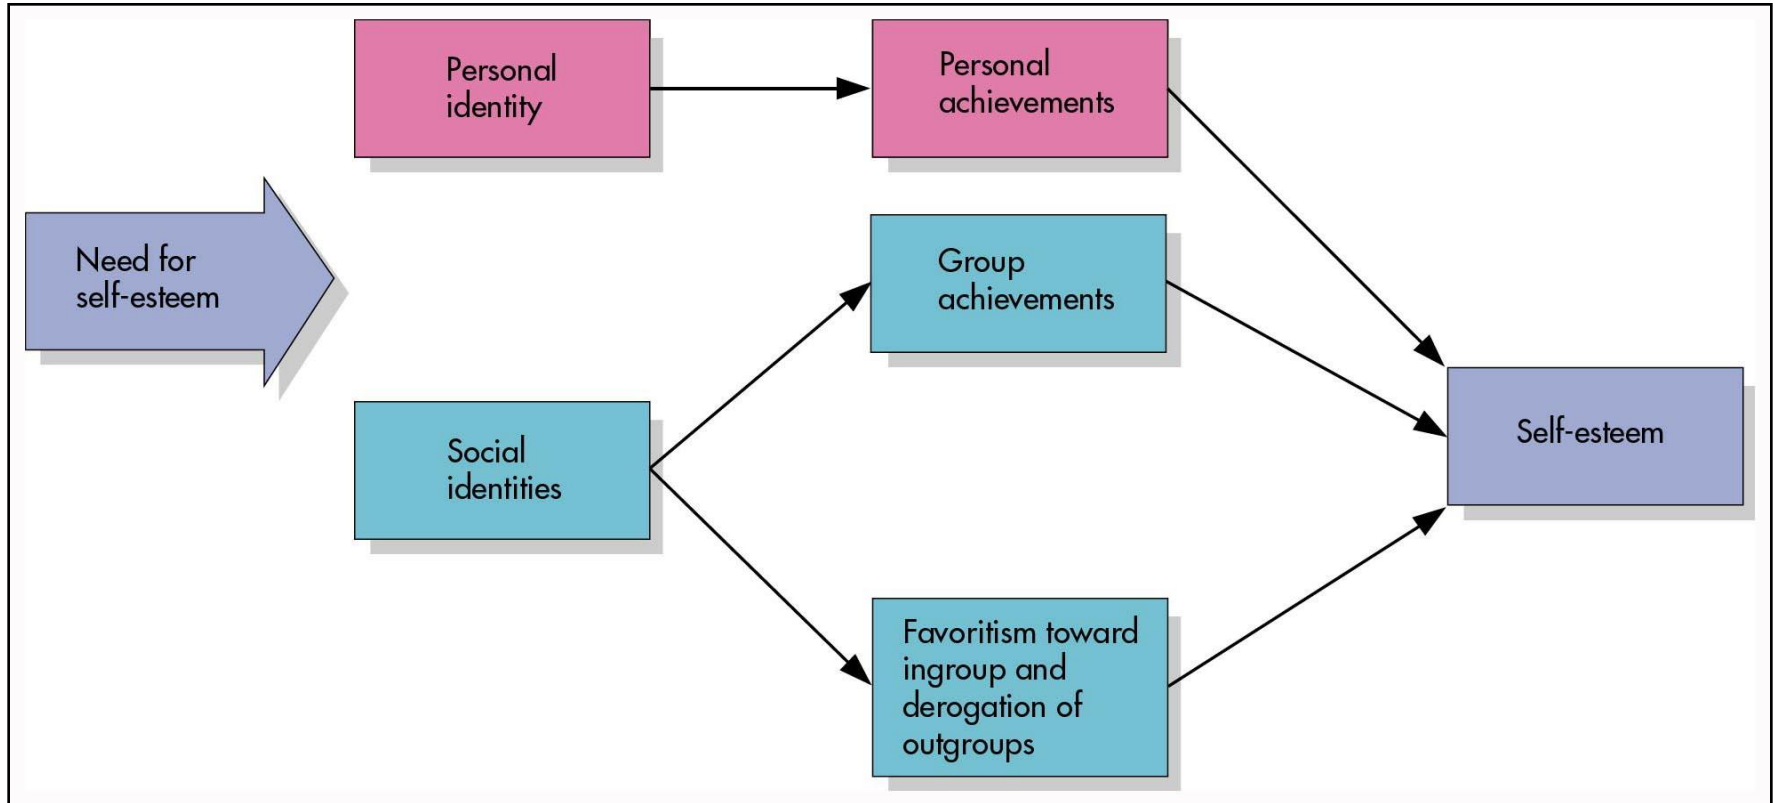 Personal
identity
Personal
achievements
Need for
self-esteem
Group
achievements
Social
identities
Self-esteem
Favoritism toward
ingroup and
derogation of
outgroups